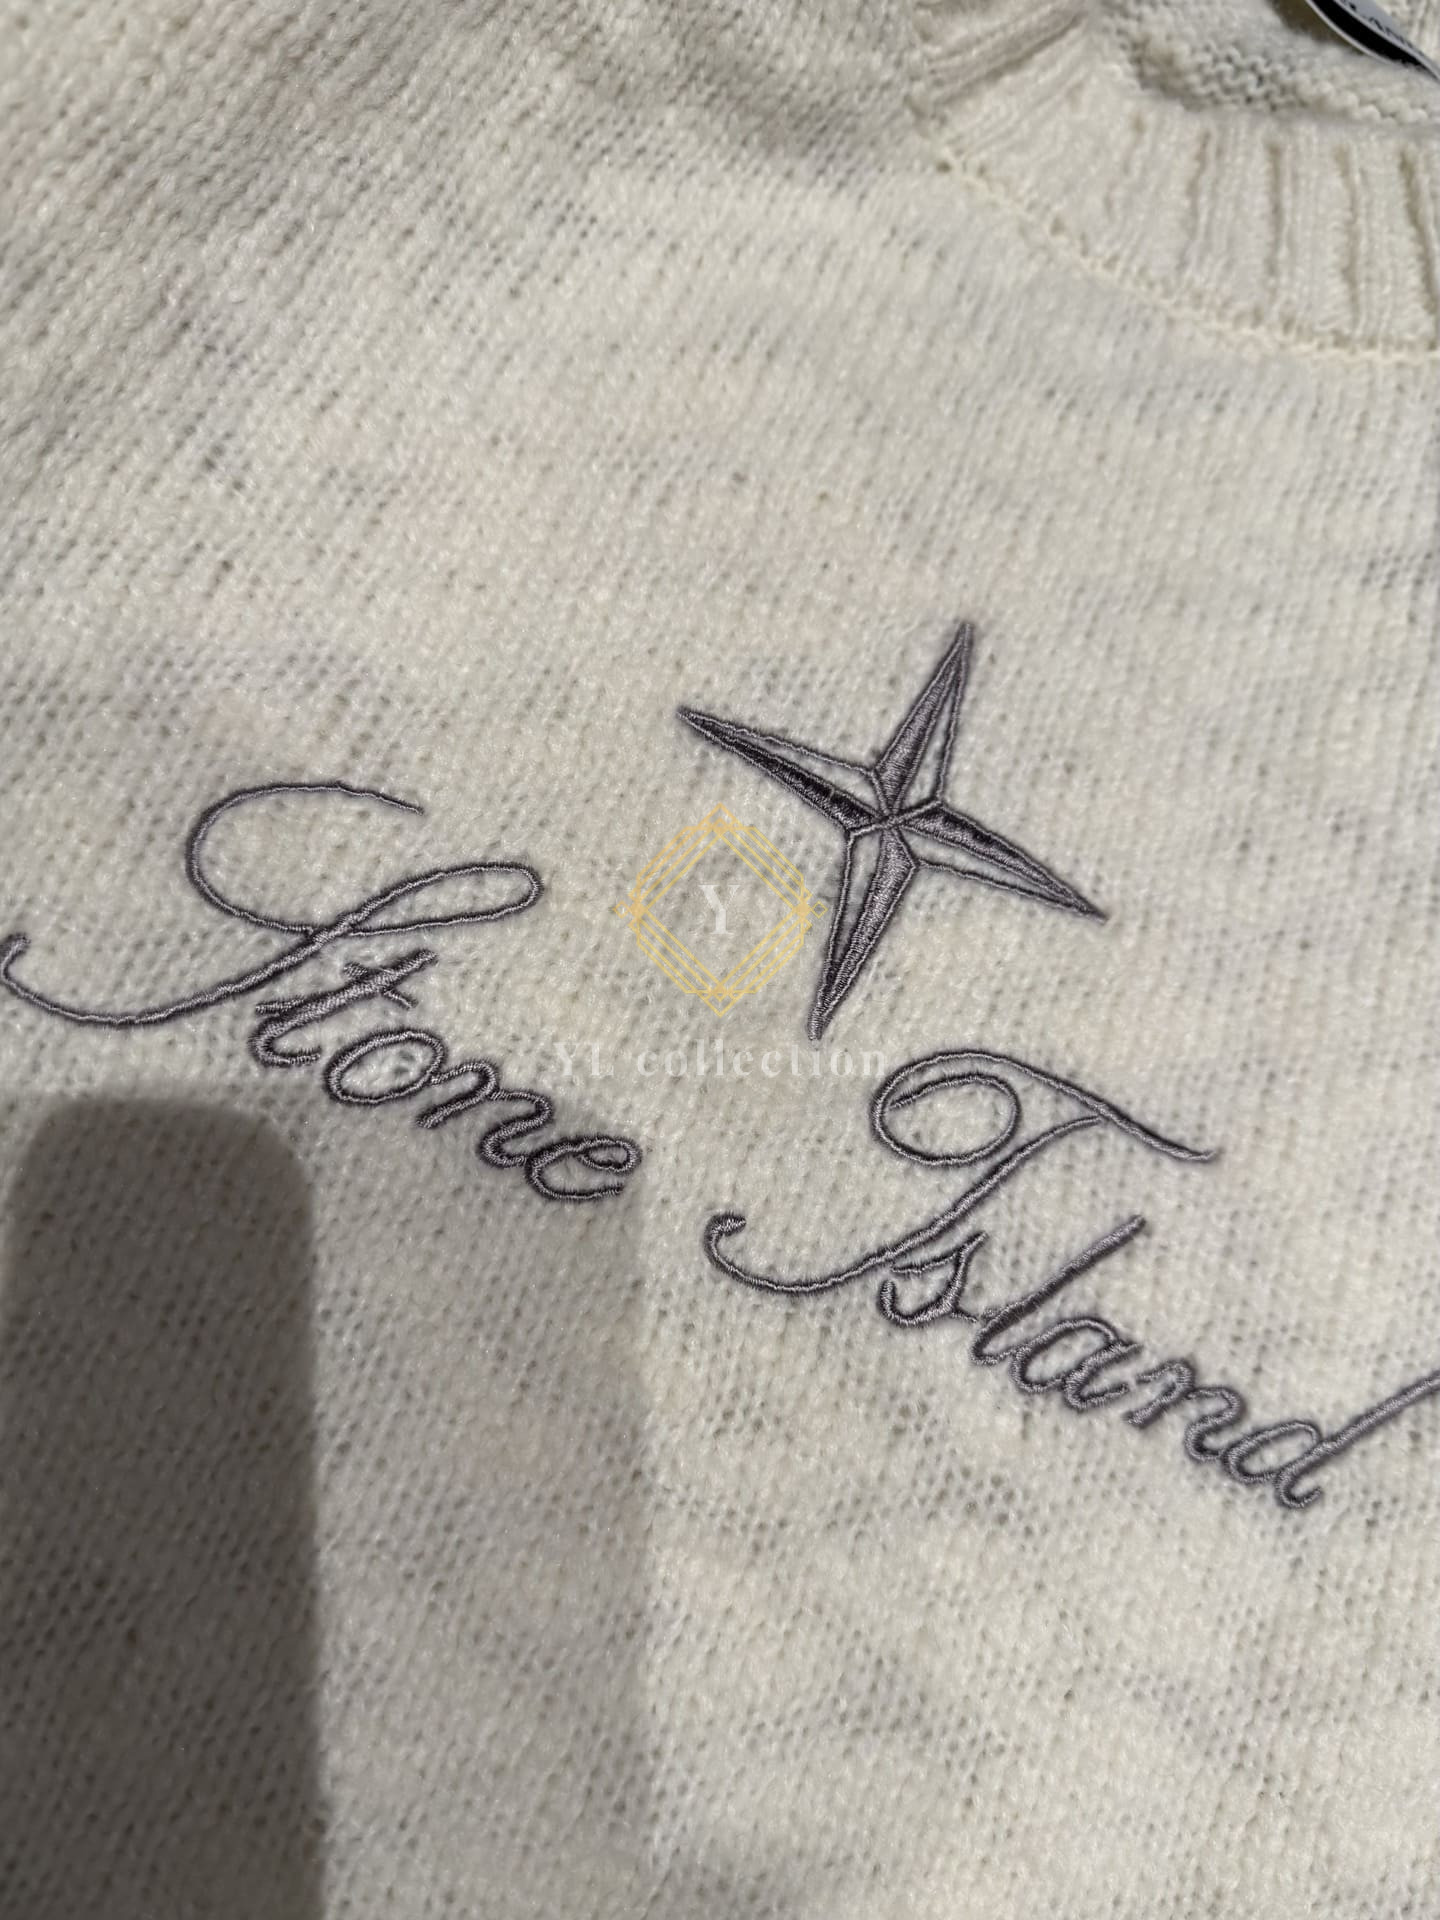 Stone Island
Y
YL collection